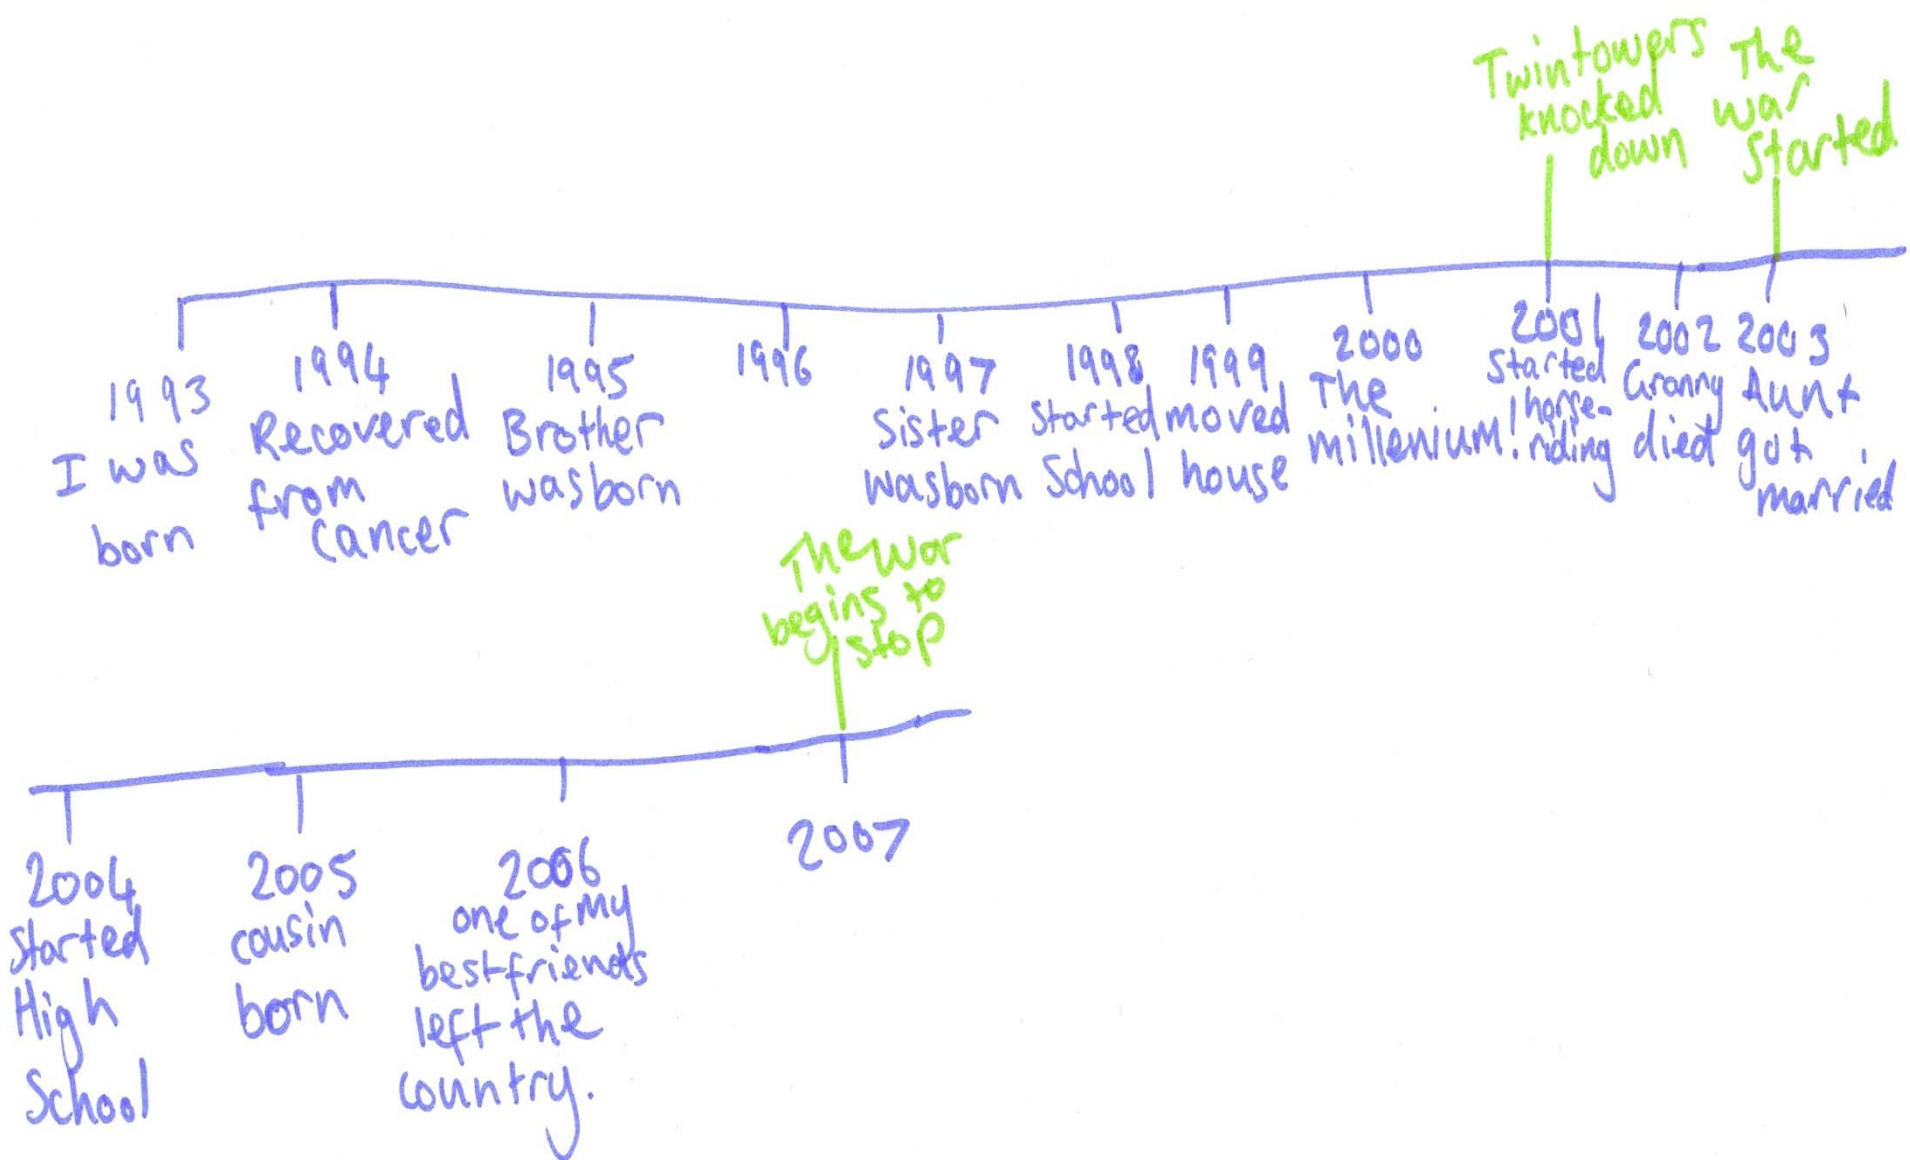 Twin towers
knocked
down
The
war
started
1993
I was
born
1994
Recovered
from
cancer
1995
Brother
was born
1996
1997
Sister
was born
1998
Started
School
1999
moved
house
2000
The
millenium!
2001
Started
horse-
riding
2002
Granny
died
2003
Aunt
got
married
The war
begins to
stop
2004
Started
High
School
2005
cousin
born
2006
one of my
best friends
left the
country.
2007